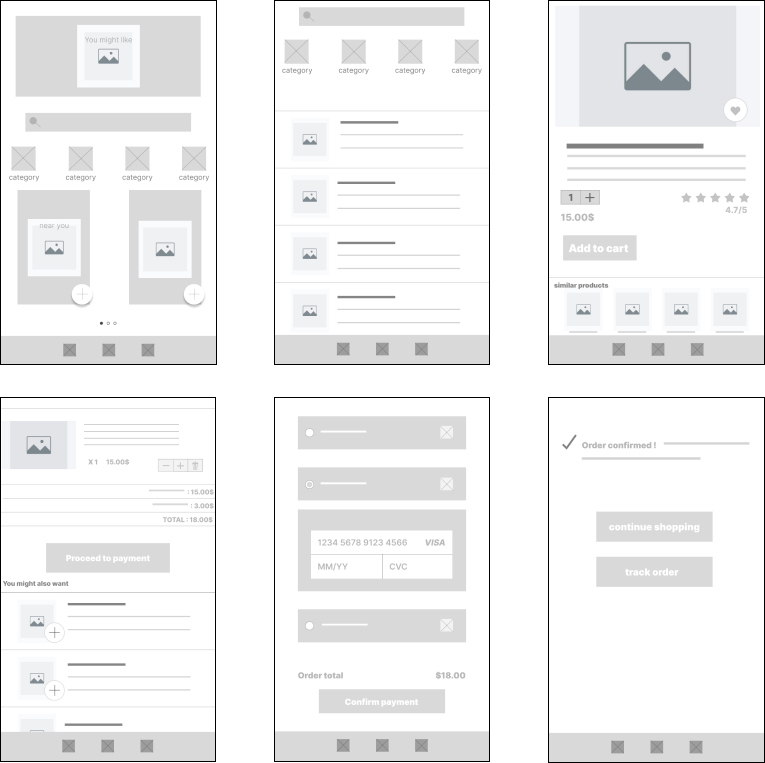 You might like
category category category category
near you
category category category category
1 +
15.00$
4.7/5
Add to cart
similar products
X 1 15.00$
: 15.00$
: 3.00$
TOTAL : 18.00$
Proceed to payment
You might also want
1234 5678 9123 4566 VISA
MM/YY CVC
Order total $18.00
Confirm payment
Order confirmed !
continue shopping
track order